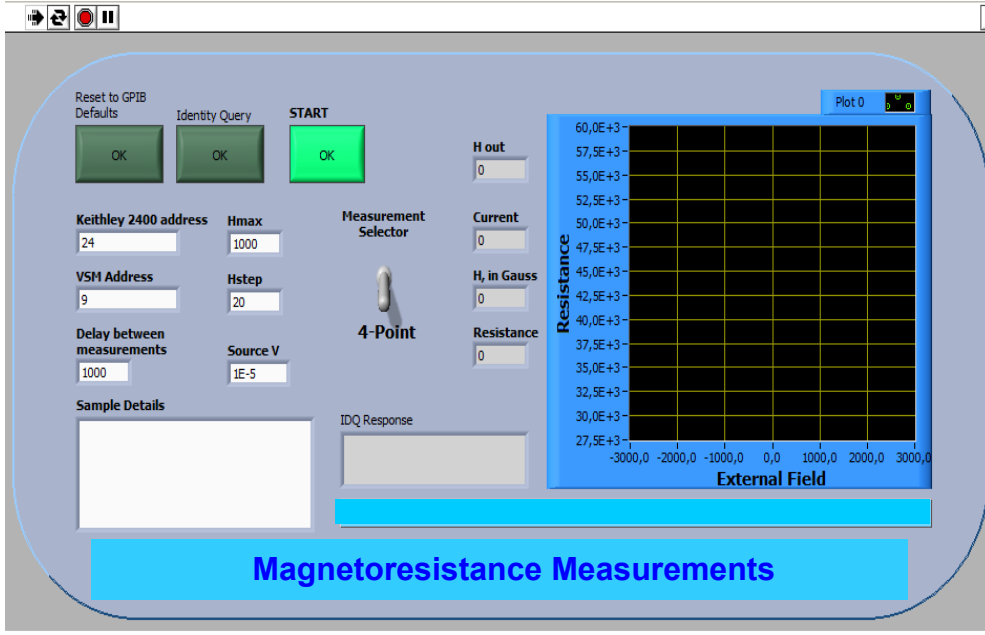 Reset to GPIB
Defaults
Identity Query
START
OK
OK
OK
Keithley 2400 address
24
Hmax
1000
VSM Address
9
Hstep
20
Delay between
measurements
1000
Source V
1E-5
Measurement
Selector
4-Point
H out
0
Current
0
H, in Gauss
0
Resistance
0
Sample Details
IDQ Response
Plot 0
Resistance
60,0E+3
57,5E+3
55,0E+3
52,5E+3
50,0E+3
47,5E+3
45,0E+3
42,5E+3
40,0E+3
37,5E+3
35,0E+3
32,5E+3
30,0E+3
27,5E+3
-3000,0 -2000,0 -1000,0 0,0 1000,0 2000,0 3000,0
External Field
Magnetoresistance Measurements